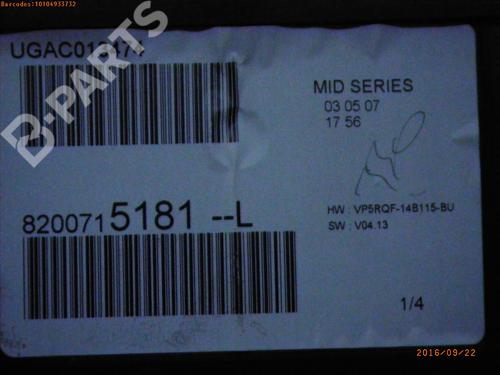 Barcodes:10104933732
B-PARTS
MID SERIES
03 05 07
17 56
8200715181 --L
HW : VP5RQF-14B115-BU
SW : V04.13
1/4
2016/09/22